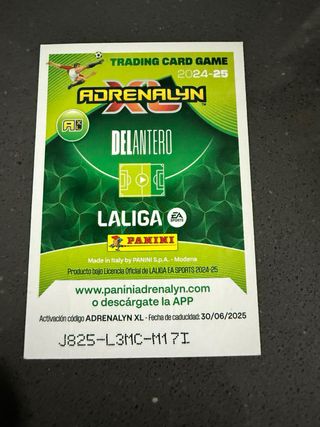 TRADING CARD GAME
2024-25
ADRENALYN
XL™
DELANTERO
LALIGA EA SPORTS
PANINI
Made in Italy by PANINI S.p.A. - Modena
Producto bajo Licencia Oficial de LALIGA EA SPORTS 2024-25
www.paniniadrenalyn.com
o descárgate la APP
Activación código ADRENALYN XL - Fecha de caducidad: 30/06/2025
J825-L3MC-M17I